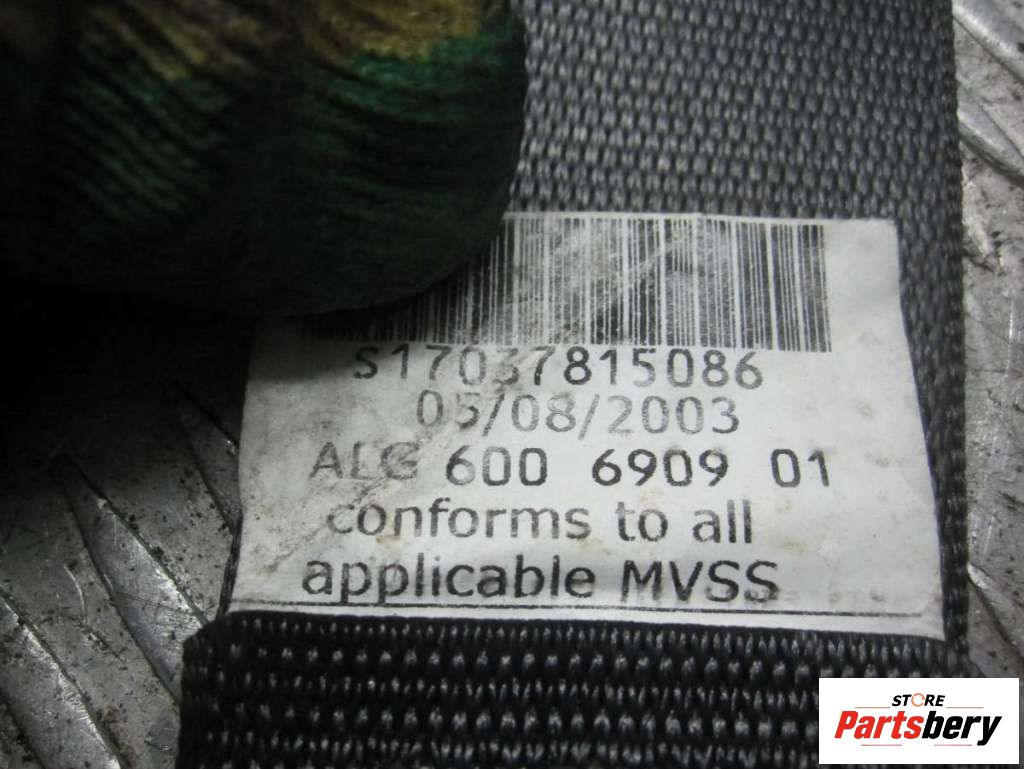 S17037815086
05/08/2003
ALG 600 6909 01
conforms to all
applicable MVSS
STORE
Partsbery